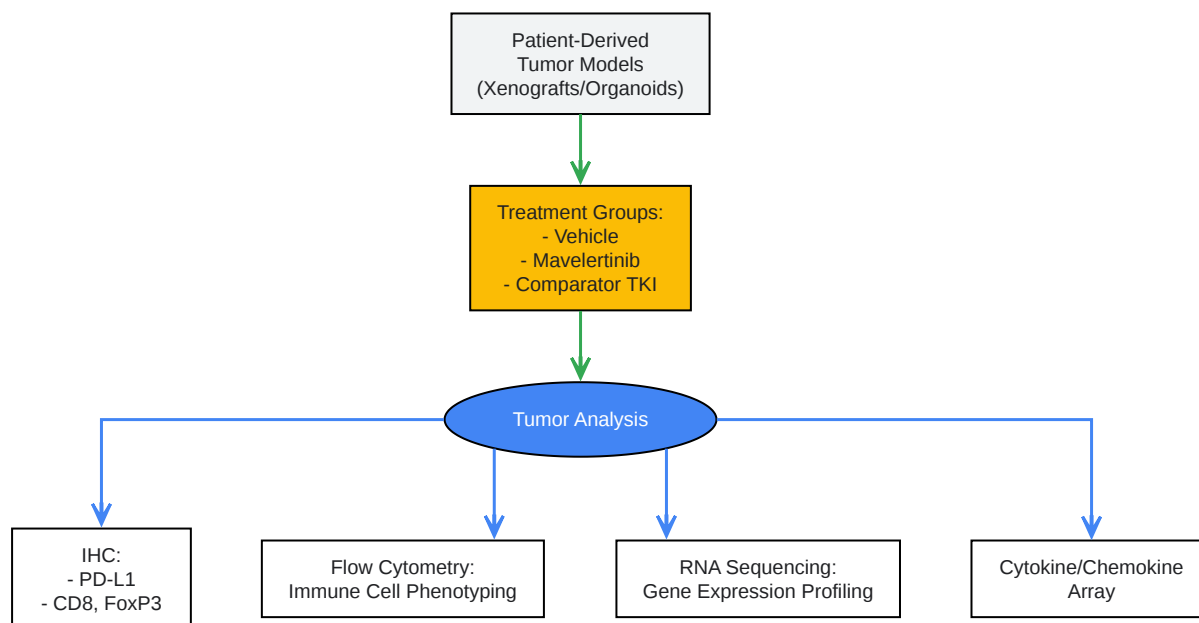 Patient-Derived
Tumor Models
(Xenografts/Organoids)
Treatment Groups:
- Vehicle
- Mavelertinib
- Comparator TKI
Tumor Analysis
IHC:
- PD-L1
- CD8, FoxP3
Flow Cytometry:
Immune Cell Phenotyping
RNA Sequencing:
Gene Expression Profiling
Cytokine/Chemokine
Array